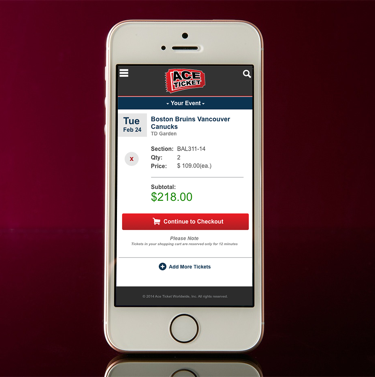 ACE
TICKET
- Your Event -
Tue
Feb 24
Boston Bruins Vancouver
Canucks
TD Garden
Section: BAL311-14
X
Qty: 2
Price: $ 109.00(ea.)
Subtotal:
$218.00
Continue to Checkout
Please Note
Tickets in your shopping cart are reserved only for 10 minutes.
Add More Tickets
© 2014 Ace Ticket Worldwide, Inc. All rights reserved.